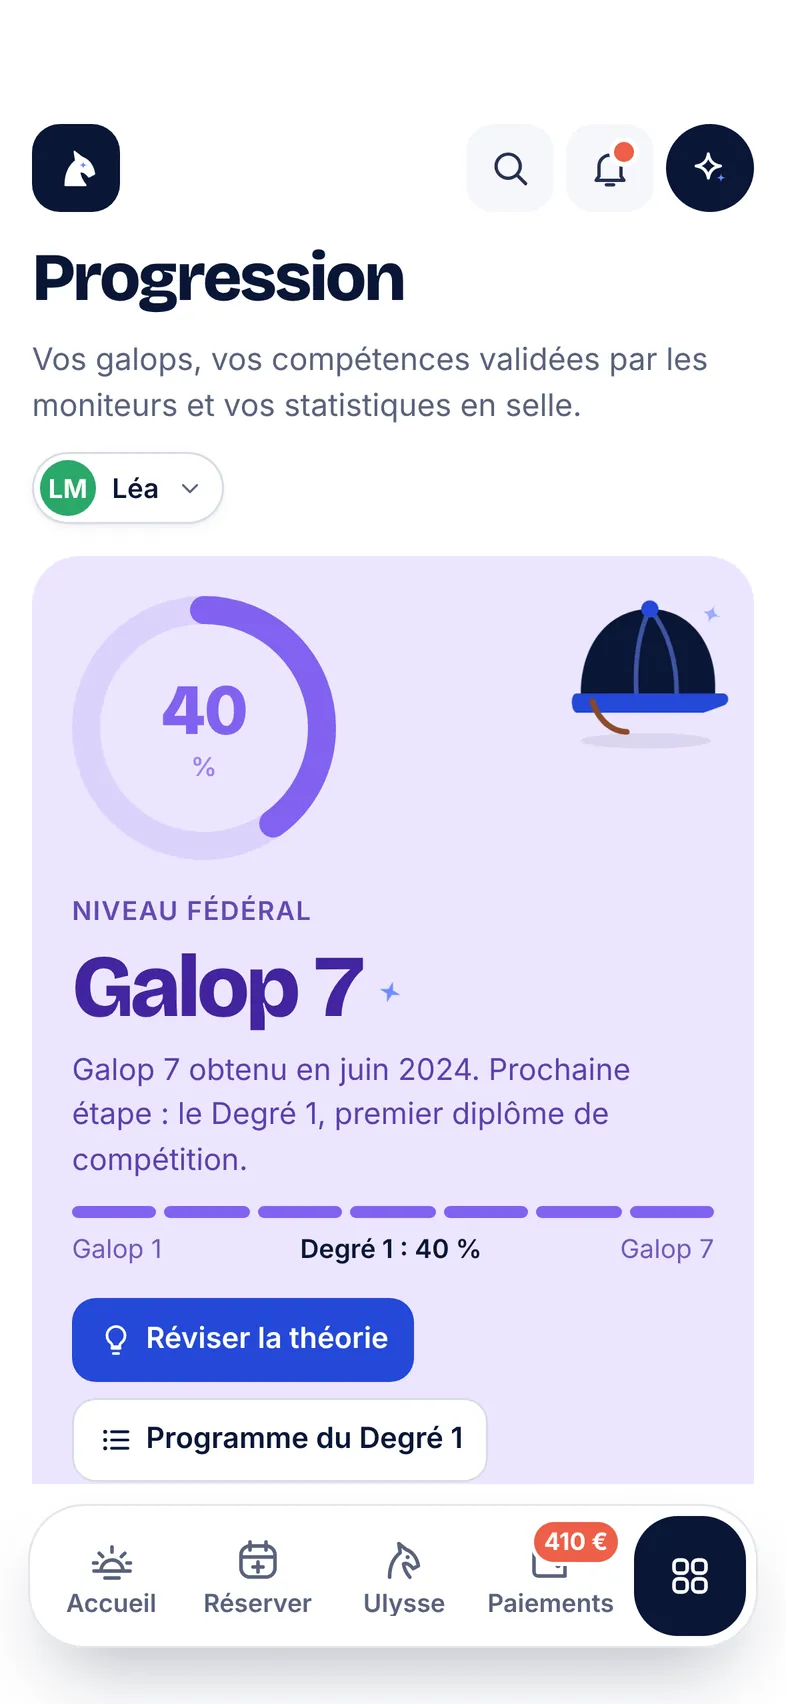 Progression
Vos galops, vos compétences validées par les
moniteurs et vos statistiques en selle.
LM Léa
40
%
NIVEAU FÉDÉRAL
Galop 7
Galop 7 obtenu en juin 2024. Prochaine
étape : le Degré 1, premier diplôme de
compétition.
Galop 1 Degré 1 : 40 % Galop 7
Réviser la théorie
Programme du Degré 1
410 €
Accueil Réserver Ulysse Paiements